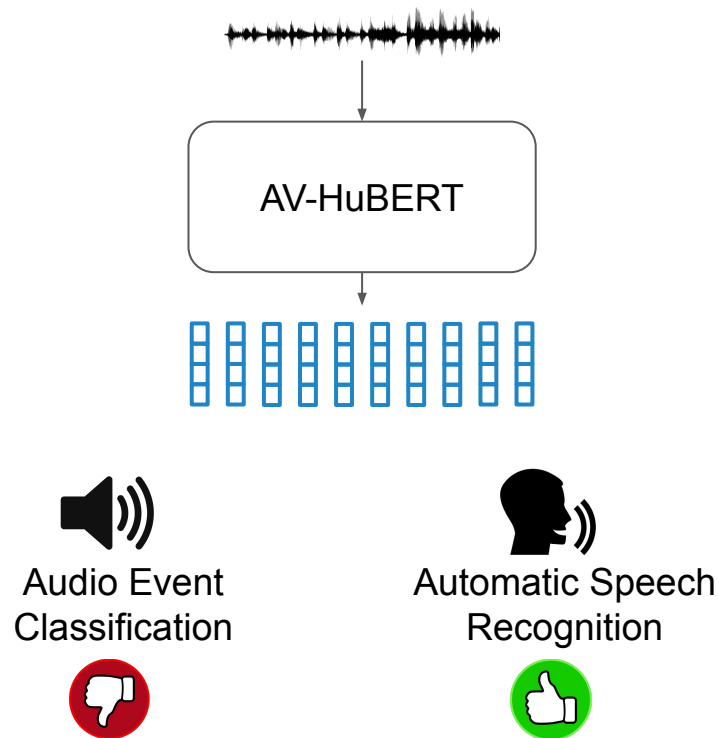 AV-HuBERT
Audio Event
Classification
Automatic Speech
Recognition